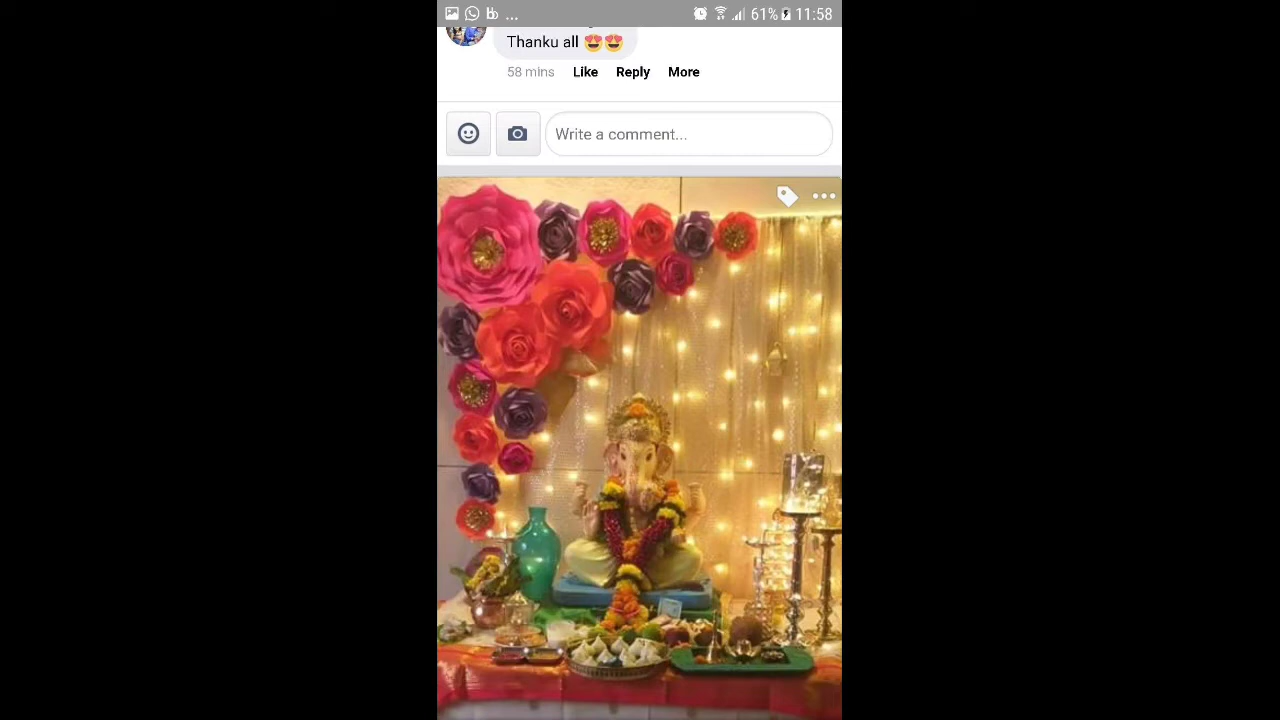 61% 11:58
Thanku all 😍😍
58 mins Like Reply More
Write a comment...